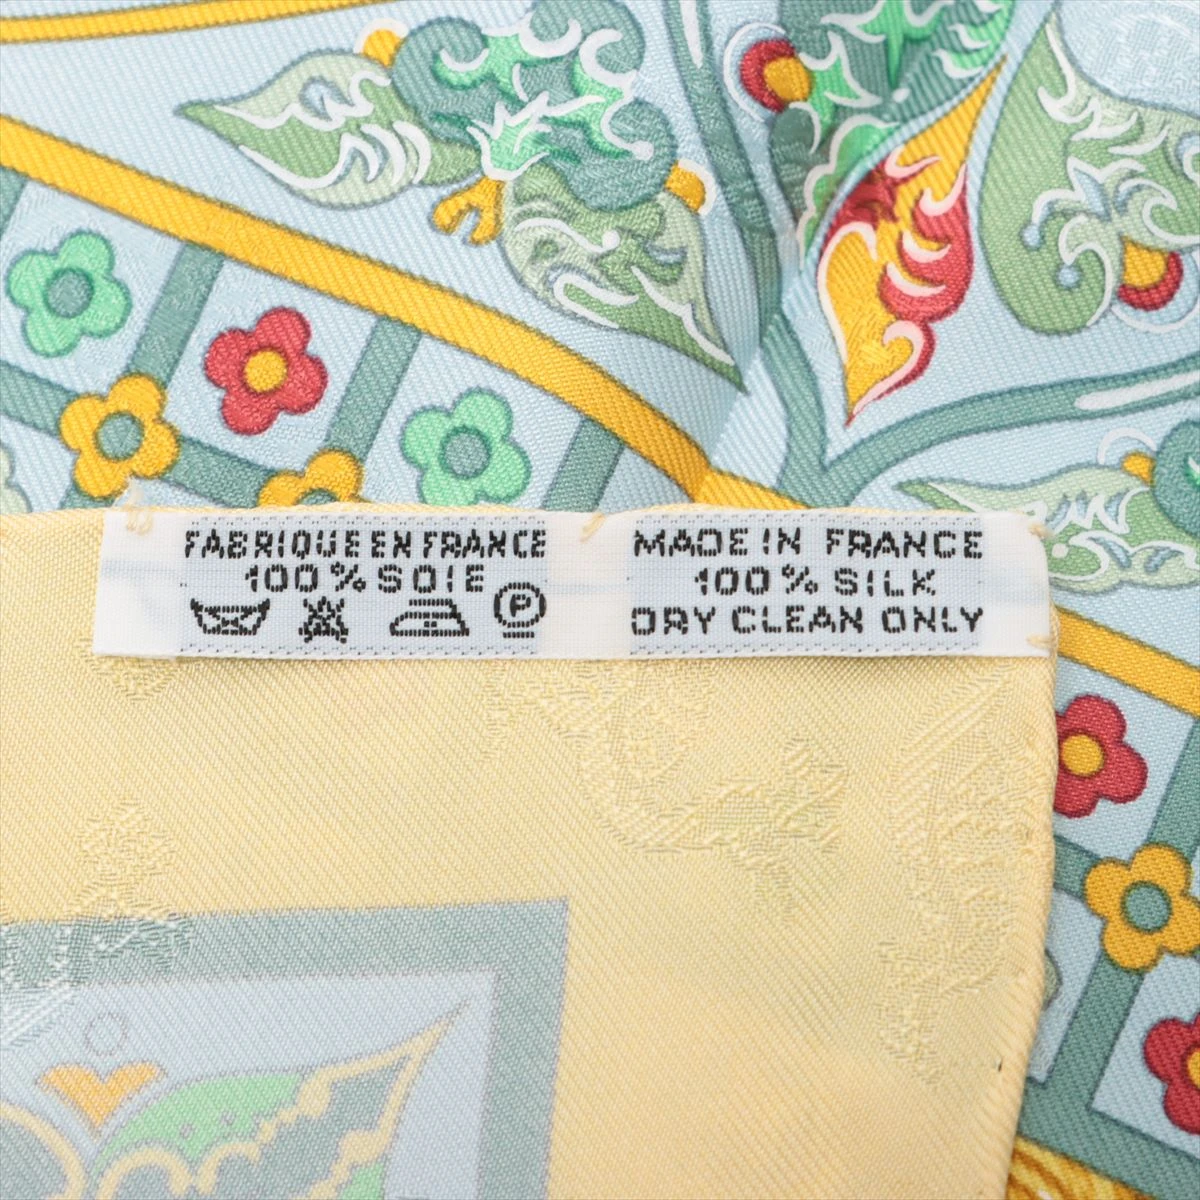 FABRIQUE EN FRANCE
100% SOIE
P
MADE IN FRANCE
100% SILK
DRY CLEAN ONLY